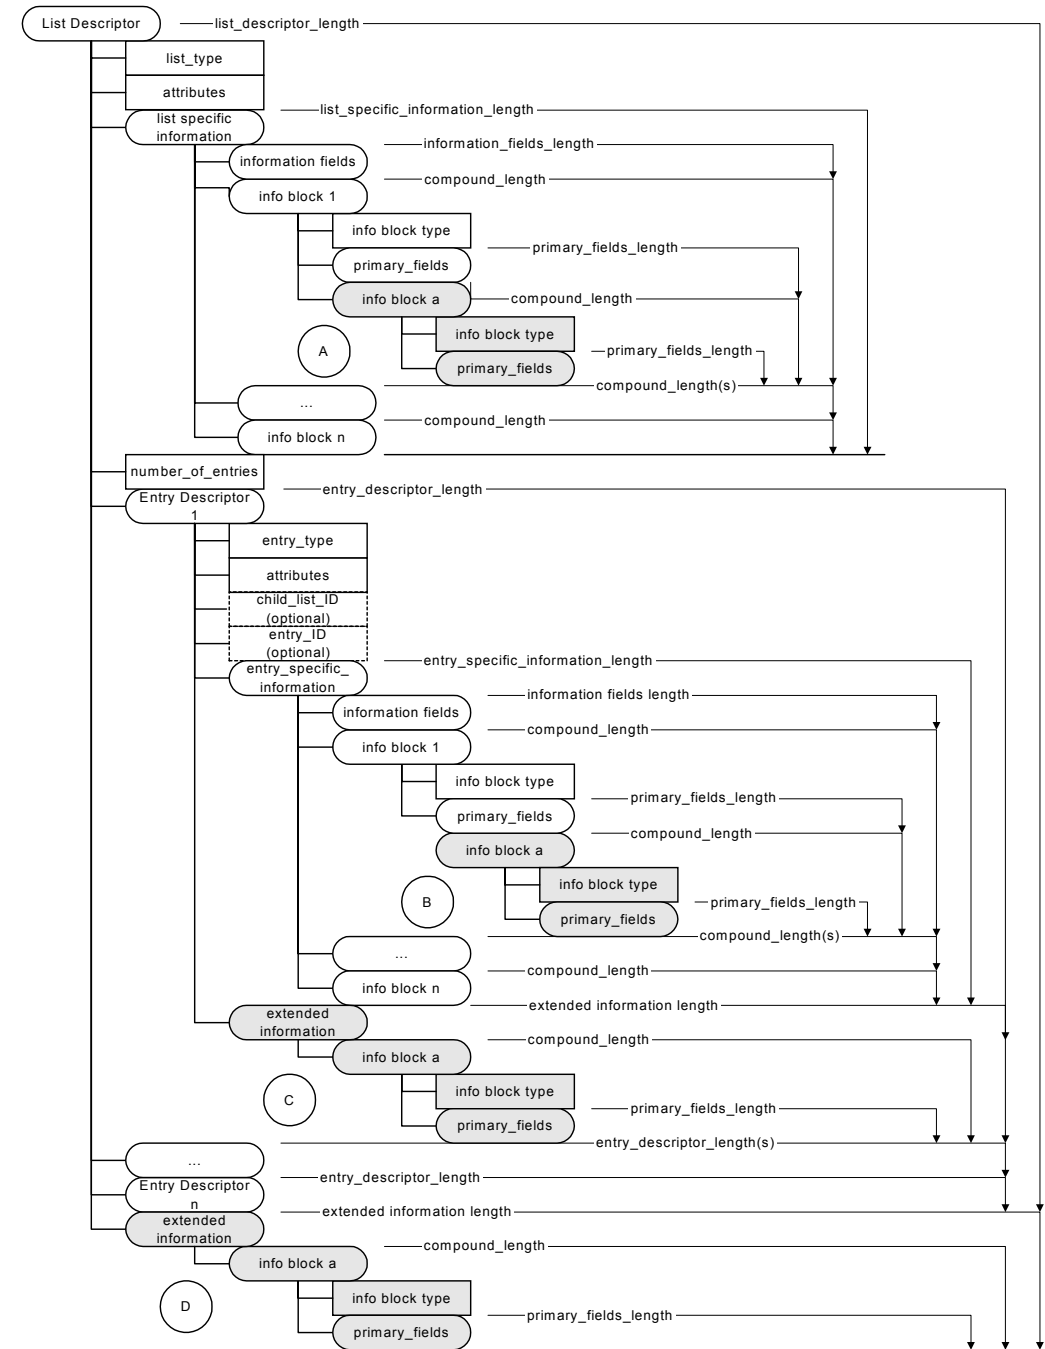 List Descriptor
list_descriptor_length
list_type
attributes
list specific
information
list_specific_information_length
information_fields_length
information fields
compound_length
info block 1
info block type
primary_fields_length
primary_fields
info block a
compound_length
info block type
A
primary_fields_length
primary_fields
compound_length(s)
...
compound_length
info block n
number_of_entries
Entry Descriptor
1
entry_descriptor_length
entry_type
attributes
child_list_ID
(optional)
entry_ID
(optional)
entry_specific_
information
entry_specific_information_length
information fields length
information fields
compound_length
info block 1
info block type
primary_fields_length
primary_fields
compound_length
info block a
info block type
B
primary_fields_length
primary_fields
compound_length(s)
...
compound_length
info block n
extended information length
extended
information
compound_length
info block a
info block type
C
primary_fields_length
primary_fields
entry_descriptor_length(s)
...
entry_descriptor_length
Entry Descriptor
n
extended information length
extended
information
compound_length
info block a
info block type
D
primary_fields_length
primary_fields